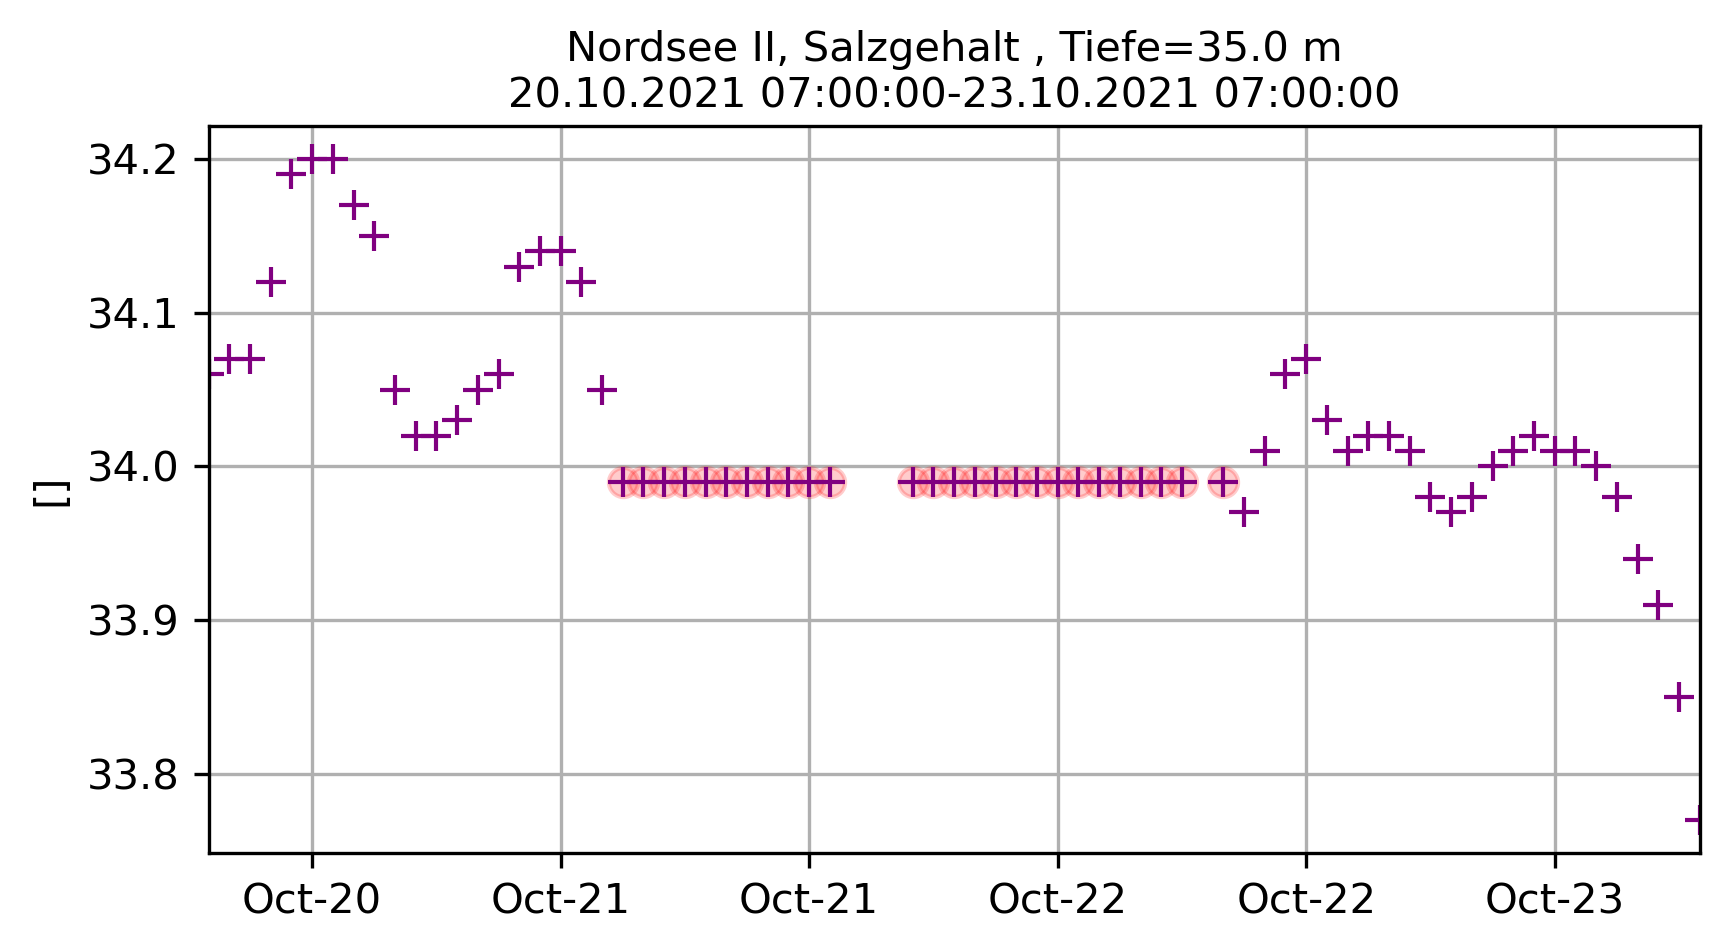 Nordsee II, Salzgehalt , Tiefe=35.0 m
20.10.2021 07:00:00-23.10.2021 07:00:00
34.2
34.1
34.0
33.9
33.8
[]
Oct-20 Oct-21 Oct-21 Oct-22 Oct-22 Oct-23